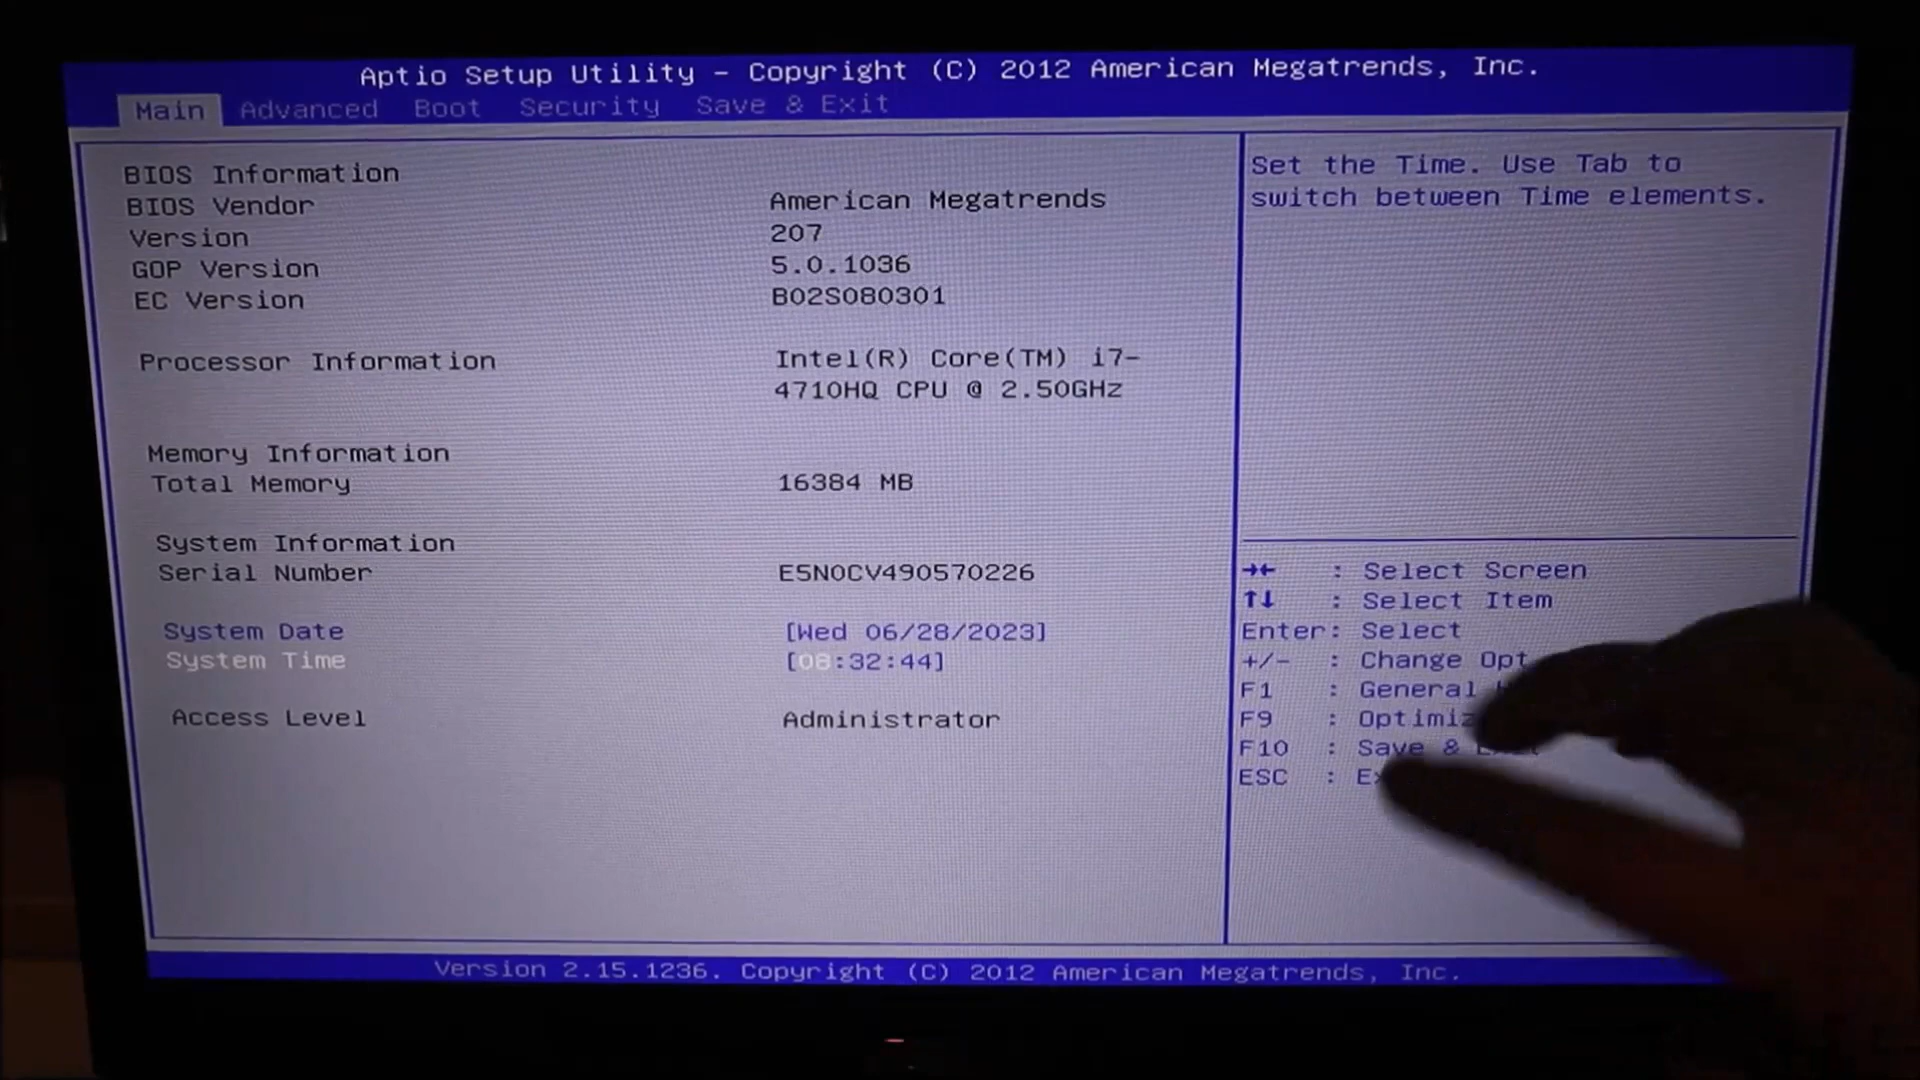 Aptio Setup Utility – Copyright (C) 2012 American Megatrends, Inc.
Main Advanced Boot Security Save & Exit
BIOS Information
BIOS Vendor American Megatrends
Version 207
GOP Version 5.0.1036
EC Version B02S080301
Processor Information Intel(R) Core(TM) i7-
4710HQ CPU @ 2.50GHz
Memory Information
Total Memory 16384 MB
System Information
Serial Number E5N0CV490570226
System Date [Wed 06/28/2023]
System Time [08:32:44]
Access Level Administrator
Set the Time. Use Tab to
switch between Time elements.
→← : Select Screen
↑↓ : Select Item
Enter: Select
+/- : Change Opt
F1 : General
F9 : Optimiz
F10 : Save &
ESC :
Version 2.15.1236. Copyright (C) 2012 American Megatrends, Inc.